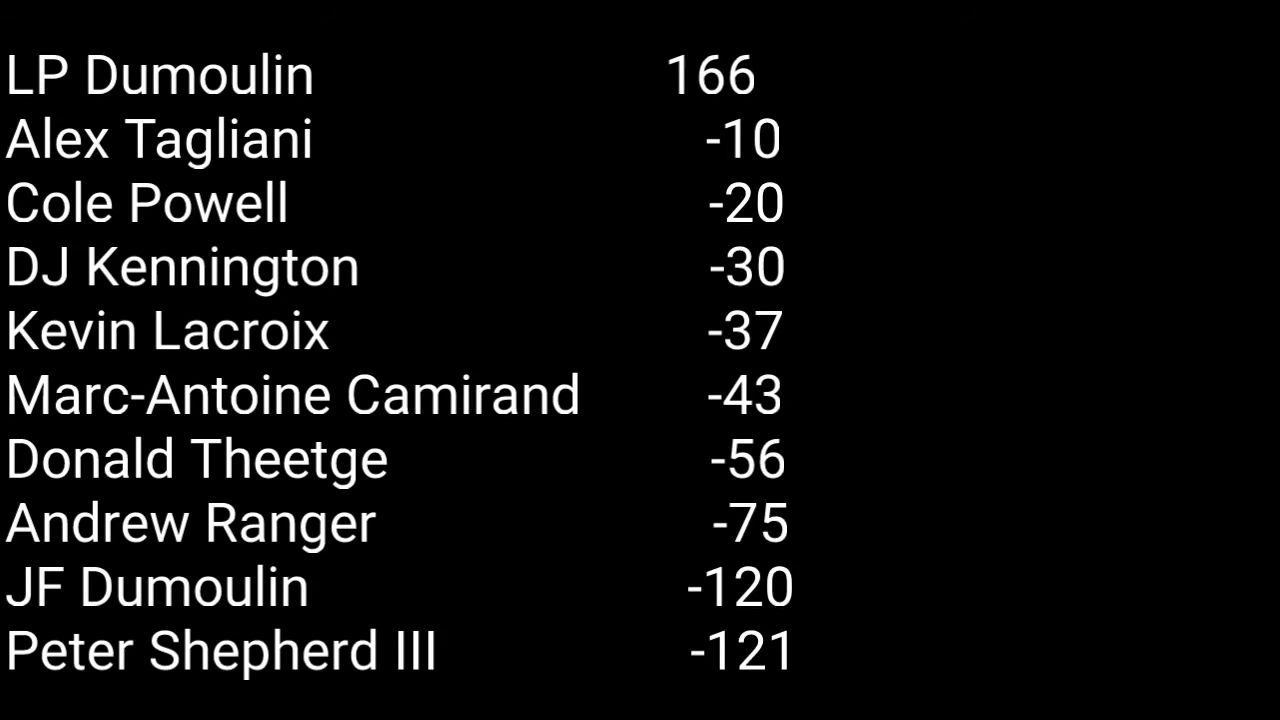 LP Dumoulin 166
Alex Tagliani -10
Cole Powell -20
DJ Kennington -30
Kevin Lacroix -37
Marc-Antoine Camirand -43
Donald Theetge -56
Andrew Ranger -75
JF Dumoulin -120
Peter Shepherd III -121